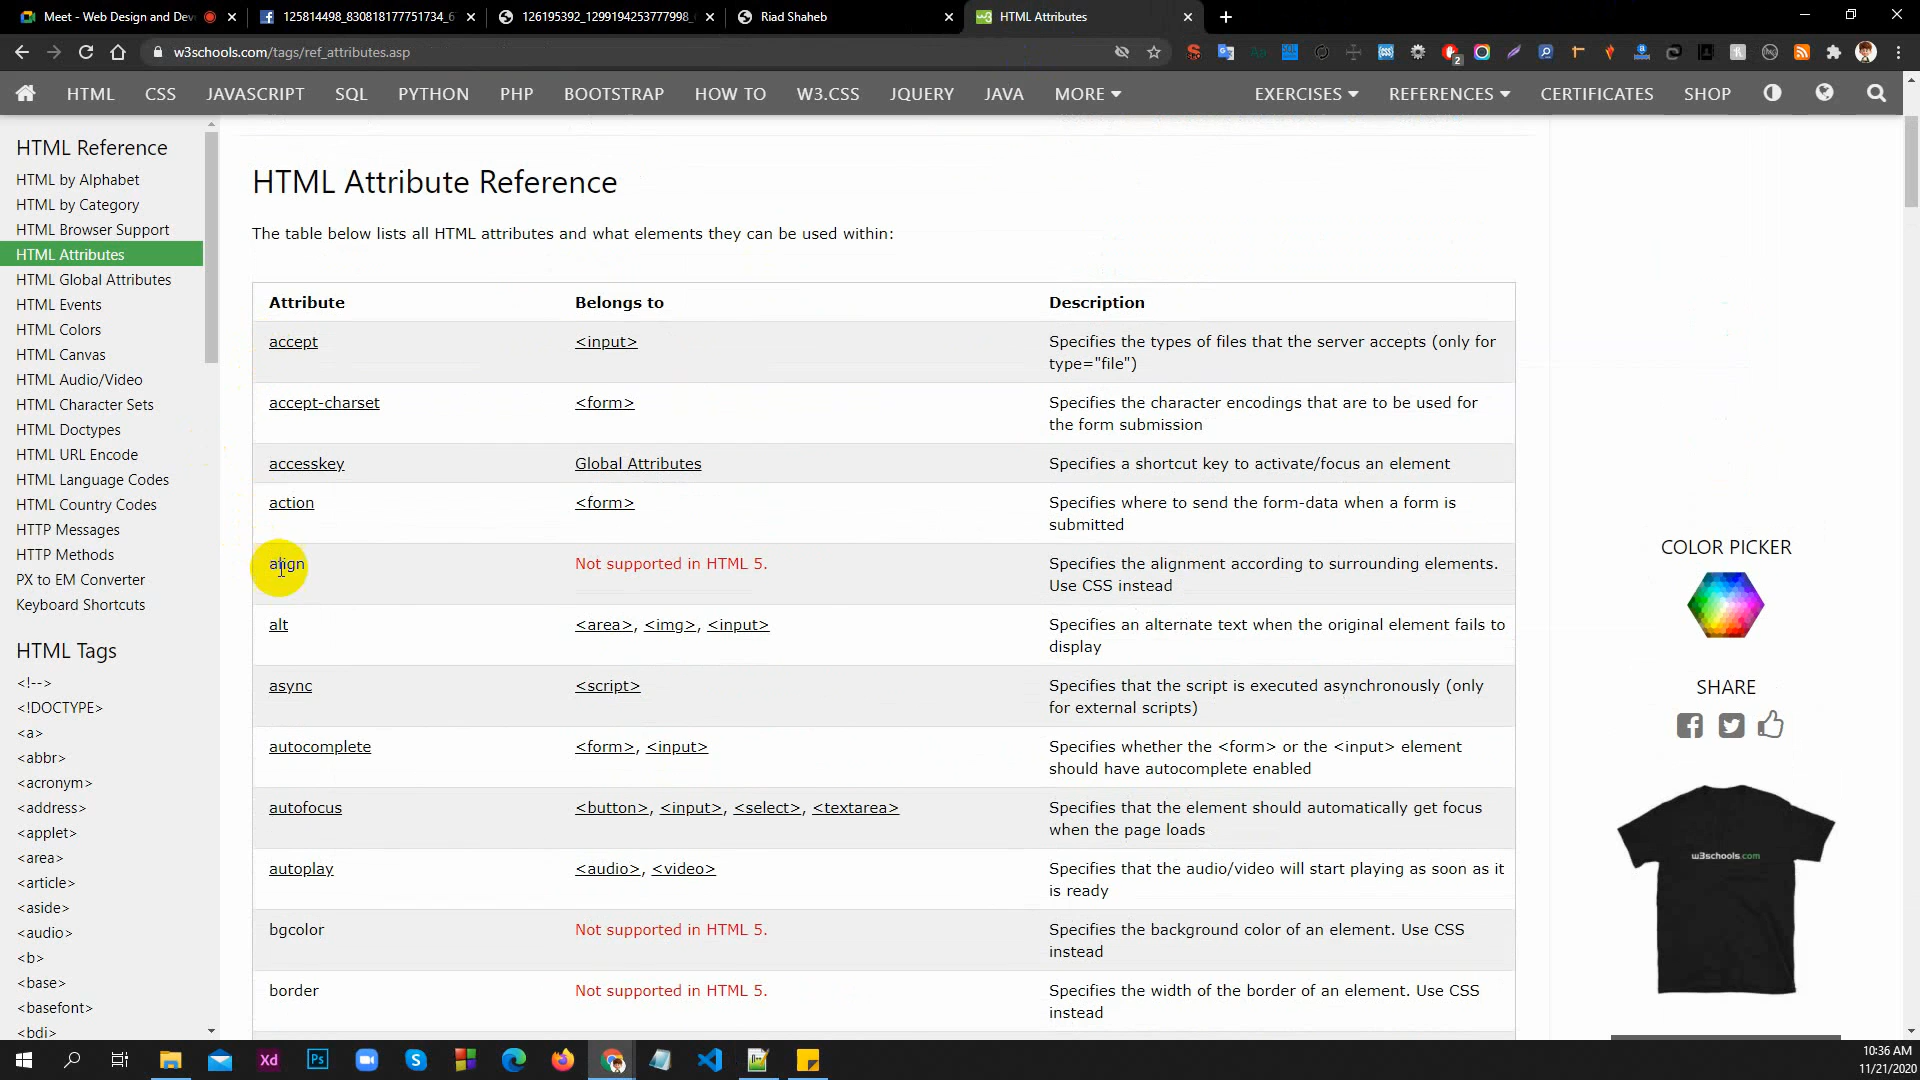 Meet - Web Design and Dev
125814498_830818177751734_6
126195392_1299194253777998_
Riad Shaheb
HTML Attributes
w3schools.com/tags/ref_attributes.asp
HTML CSS JAVASCRIPT SQL PYTHON PHP BOOTSTRAP HOW TO W3.CSS JQUERY JAVA MORE EXERCISES REFERENCES CERTIFICATES SHOP
HTML Reference
HTML by Alphabet
HTML by Category
HTML Browser Support
HTML Attributes
HTML Global Attributes
HTML Events
HTML Colors
HTML Canvas
HTML Audio/Video
HTML Character Sets
HTML Doctypes
HTML URL Encode
HTML Language Codes
HTML Country Codes
HTTP Messages
HTTP Methods
PX to EM Converter
Keyboard Shortcuts
HTML Tags
<!-->
<!DOCTYPE>
<a>
<abbr>
<acronym>
<address>
<applet>
<area>
<article>
<aside>
<audio>
<b>
<base>
<basefont>
<bdi>
HTML Attribute Reference
The table below lists all HTML attributes and what elements they can be used within:
Attribute Belongs to Description
accept <input> Specifies the types of files that the server accepts (only for
type="file")
accept-charset <form> Specifies the character encodings that are to be used for
the form submission
accesskey Global Attributes Specifies a shortcut key to activate/focus an element
action <form> Specifies where to send the form-data when a form is
submitted
align Not supported in HTML 5. Specifies the alignment according to surrounding elements.
Use CSS instead
alt <area>, <img>, <input> Specifies an alternate text when the original element fails to
display
async <script> Specifies that the script is executed asynchronously (only
for external scripts)
autocomplete <form>, <input> Specifies whether the <form> or the <input> element
should have autocomplete enabled
autofocus <button>, <input>, <select>, <textarea> Specifies that the element should automatically get focus
when the page loads
autoplay <audio>, <video> Specifies that the audio/video will start playing as soon as it
is ready
bgcolor Not supported in HTML 5. Specifies the background color of an element. Use CSS
instead
border Not supported in HTML 5. Specifies the width of the border of an element. Use CSS
instead
COLOR PICKER
SHARE
w3schools.com
Xd
Ps
10:36 AM
11/21/2020